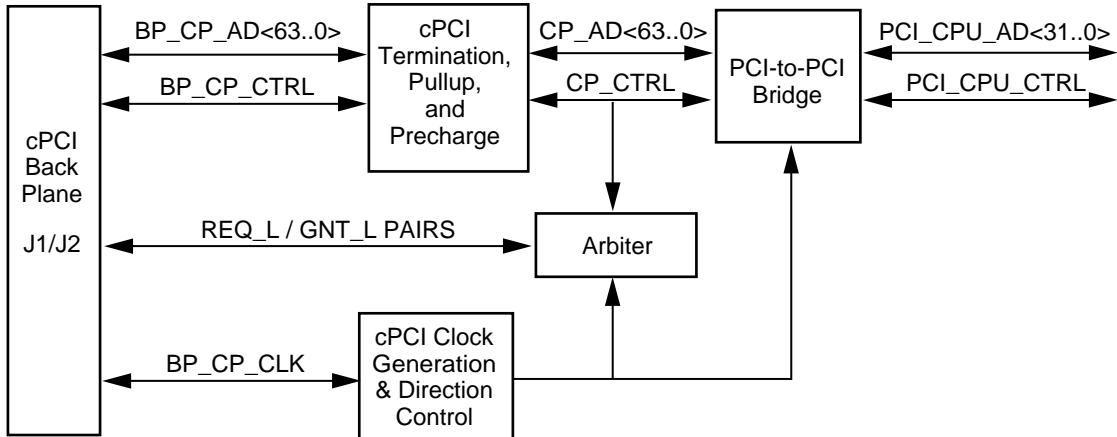 BP_CP_AD<63..0>
BP_CP_CTRL
cPCI
Termination,
Pullup,
and
Precharge
CP_AD<63..0>
CP_CTRL
PCI-to-PCI
Bridge
PCI_CPU_AD<31..0>
PCI_CPU_CTRL
cPCI
Back
Plane
J1/J2
REQ_L / GNT_L PAIRS
Arbiter
BP_CP_CLK
cPCI Clock
Generation
& Direction
Control